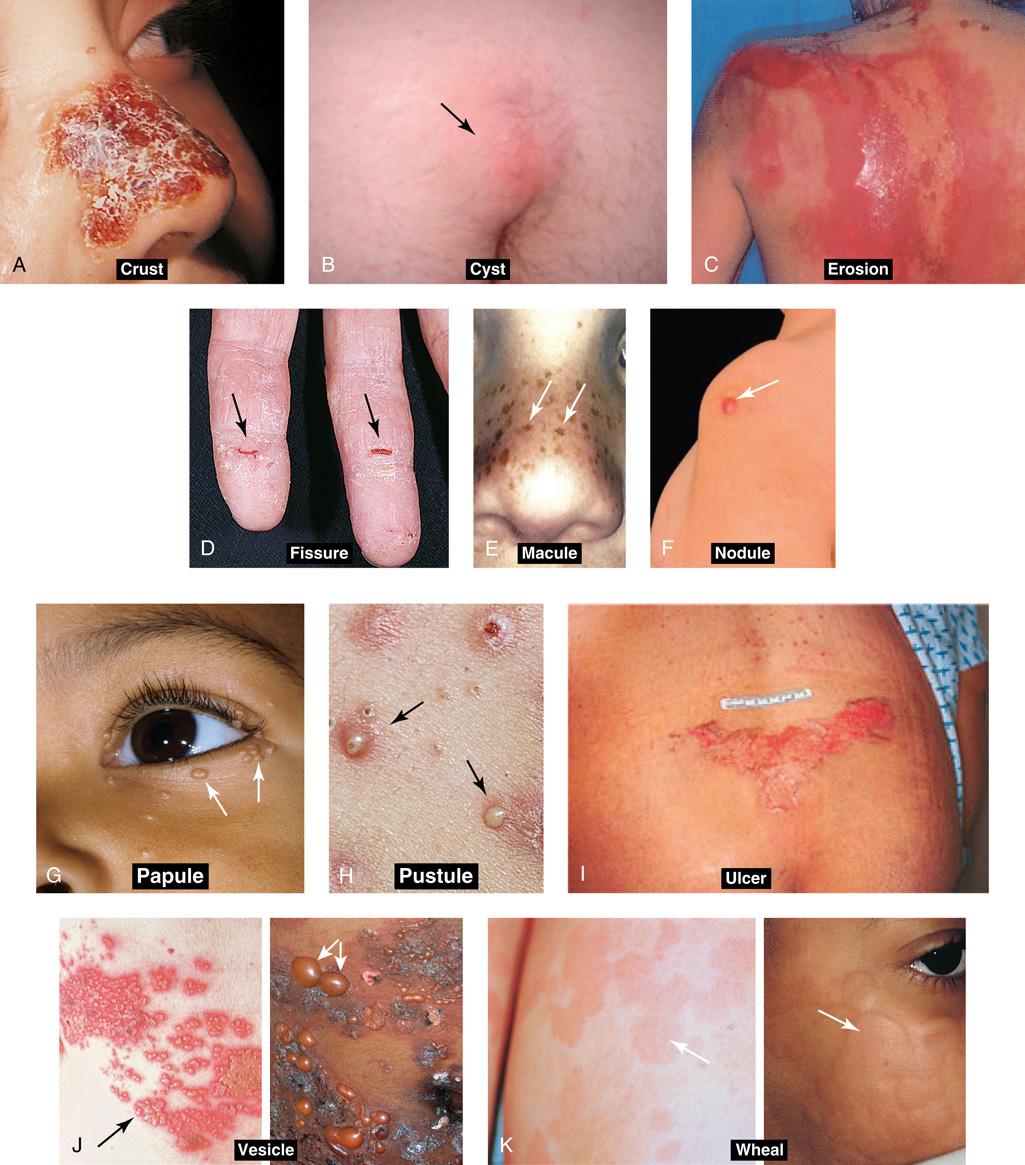 A
Crust
B
Cyst
C
Erosion
D
Fissure
E
Macule
F
Nodule
G
Papule
H
Pustule
I
Ulcer
J
Vesicle
K
Wheal